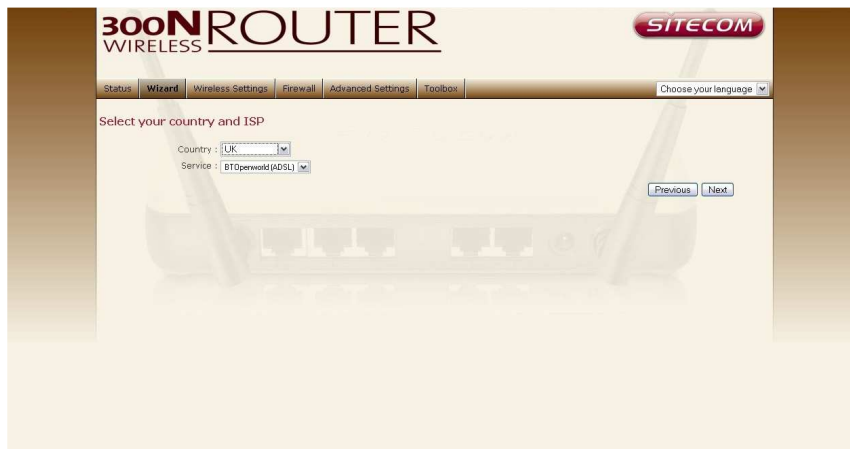 300N ROUTER
WIRELESS
SITECOM
Status Wizard Wireless Settings Firewall Advanced Settings Toolbox Choose your language
Select your country and ISP
Country : UK
Service : BTOpenworld (ADSL)
Previous Next